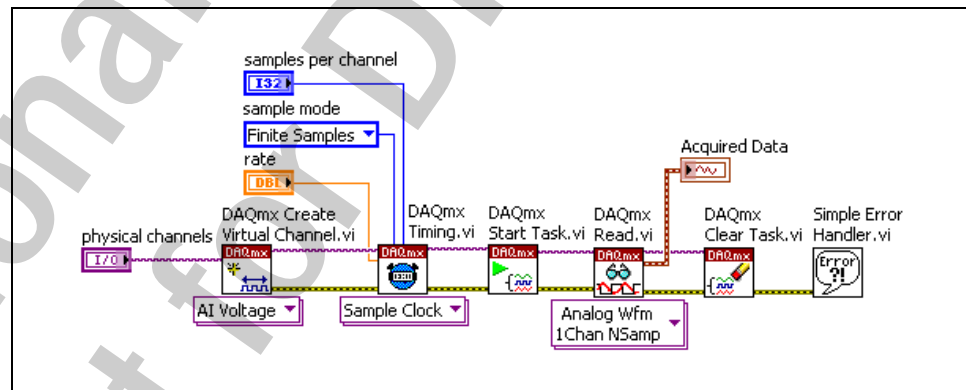 samples per channel
I32
sample mode
Finite Samples
rate
DBL
Acquired Data
physical channels
I/O
DAQmx Create
Virtual Channel.vi
DAQmx
Timing.vi
DAQmx
Start Task.vi
DAQmx
Read.vi
DAQmx
Clear Task.vi
Simple Error
Handler.vi
DAQmx
DAQmx
DAQmx
DAQmx
DAQmx
Error
?!
AI Voltage
Sample Clock
Analog Wfm
1Chan NSamp